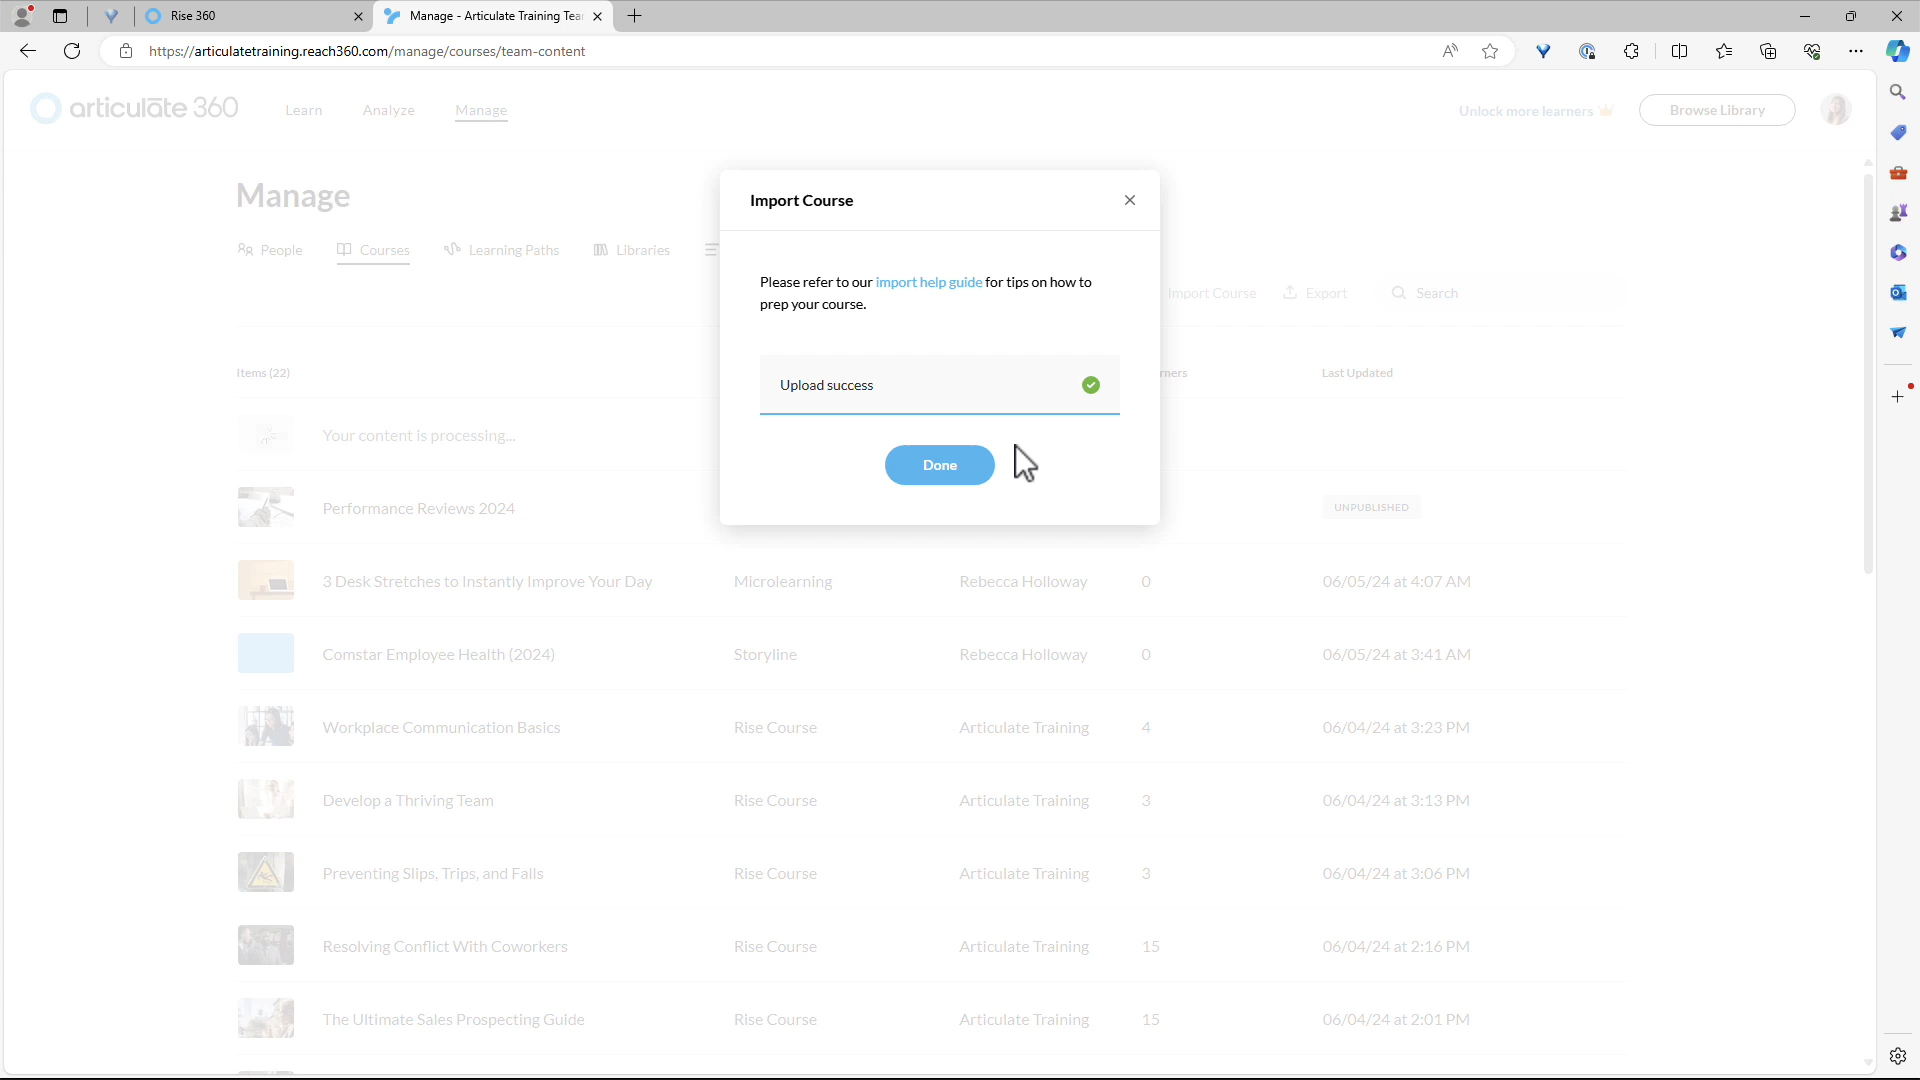 Rise 360
Manage - Articulate Training Tea
https://articulatetraining.reach360.com/manage/courses/team-content
articulate 360
Learn
Analyze
Manage
Unlock more learners
Browse Library
Manage
People
Courses
Learning Paths
Libraries
Import Course
Export
Search
Import Course
Please refer to our import help guide for tips on how to
prep your course.
Upload success
Done
Items (22)
rners
Last Updated
Your content is processing...
Performance Reviews 2024
UNPUBLISHED
3 Desk Stretches to Instantly Improve Your Day
Microlearning
Rebecca Holloway
0
06/05/24 at 4:07 AM
Comstar Employee Health (2024)
Storyline
Rebecca Holloway
0
06/05/24 at 3:41 AM
Workplace Communication Basics
Rise Course
Articulate Training
4
06/04/24 at 3:23 PM
Develop a Thriving Team
Rise Course
Articulate Training
3
06/04/24 at 3:13 PM
Preventing Slips, Trips, and Falls
Rise Course
Articulate Training
3
06/04/24 at 3:06 PM
Resolving Conflict With Coworkers
Rise Course
Articulate Training
15
06/04/24 at 2:16 PM
The Ultimate Sales Prospecting Guide
Rise Course
Articulate Training
15
06/04/24 at 2:01 PM